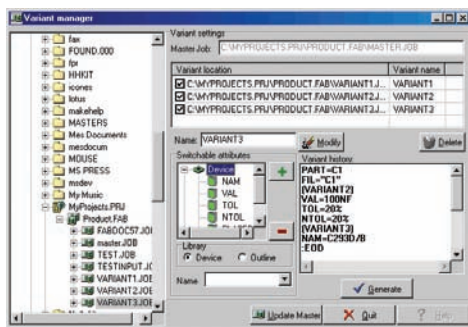 Variant manager
fax
FOUND.000
fpr
HHKIT
icones
lotus
makehelp
MASTERS
Mes Documents
mesdocum
MOUSE
MS PRESS
msdev
My Music
MyProjects.PRJ
Product.FAB
FABDOC57.JOI
master.JOB
TEST.JOB
TESTINPUT.JC
VARIANT1.JOE
VARIANT2.JOE
VARIANT3.JOE
Variant settings
Master Job: C:\MYPROJECTS.PRJ\PRODUCT.FAB\MASTER.JOB
Variant location Variant name
C:\MYPROJECTS.PRJ\PRODUCT.FAB\VARIANT1.J... VARIANT1
C:\MYPROJECTS.PRJ\PRODUCT.FAB\VARIANT2.J... VARIANT2
C:\MYPROJECTS.PRJ\PRODUCT.FAB\VARIANT3.J... VARIANT3
Name: VARIANT3 Modify Delete
Switchable attributes
Device
NAM
VAL
TOL
NTOL
Library
Device Outline
Name
Variant history:
PART=C1
FIL="C1"
(VARIANT2)
VAL=100NF
TOL=20%
NTOL=20%
(VARIANT3)
NAM=C293D/B
:EOD
Generate
Update Master Quit Help